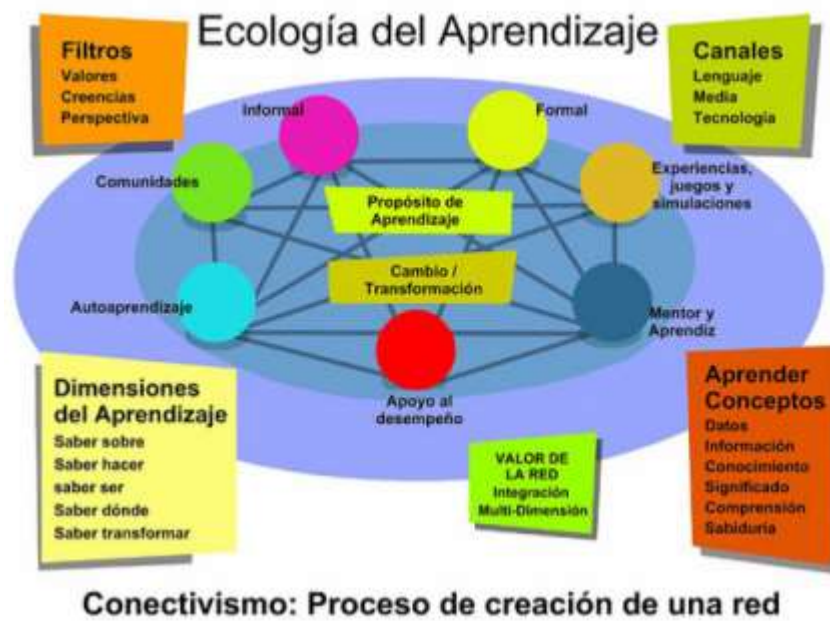 Ecología del Aprendizaje
Filtros
Valores
Creencias
Perspectiva
Canales
Lenguaje
Media
Tecnología
Informal
Formal
Comunidades
Experiencias,
juegos y
simulaciones
Propósito de
Aprendizaje
Cambio /
Transformación
Autoaprendizaje
Mentor y
Aprendiz
Apoyo al
desempeño
Dimensiones
del Aprendizaje
Saber sobre
Saber hacer
saber ser
Saber dónde
Saber transformar
VALOR DE
LA RED
Integración
Multi-Dimensión
Aprender
Conceptos
Datos
Información
Conocimiento
Significado
Comprensión
Sabiduría
Conectivismo: Proceso de creación de una red